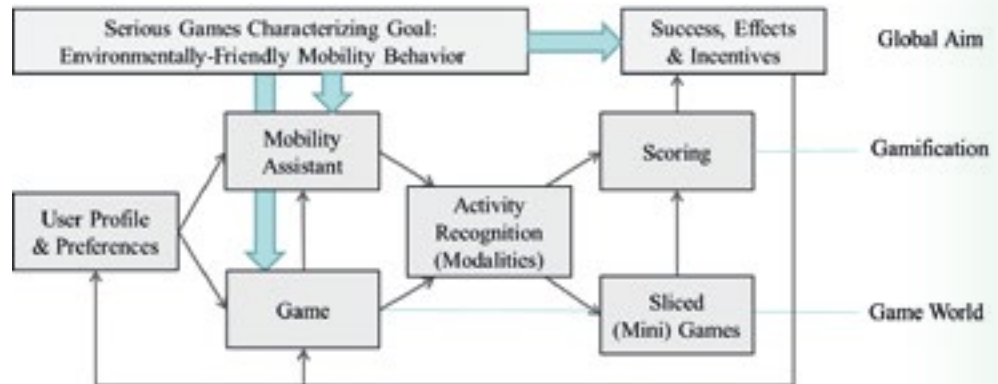 Serious Games Characterizing Goal:
Environmentally-Friendly Mobility Behavior
Success, Effects
& Incentives
Global Aim
Mobility
Assistant
Scoring
Gamification
User Profile
& Preferences
Activity
Recognition
(Modalities)
Game
Sliced
(Mini) Games
Game World